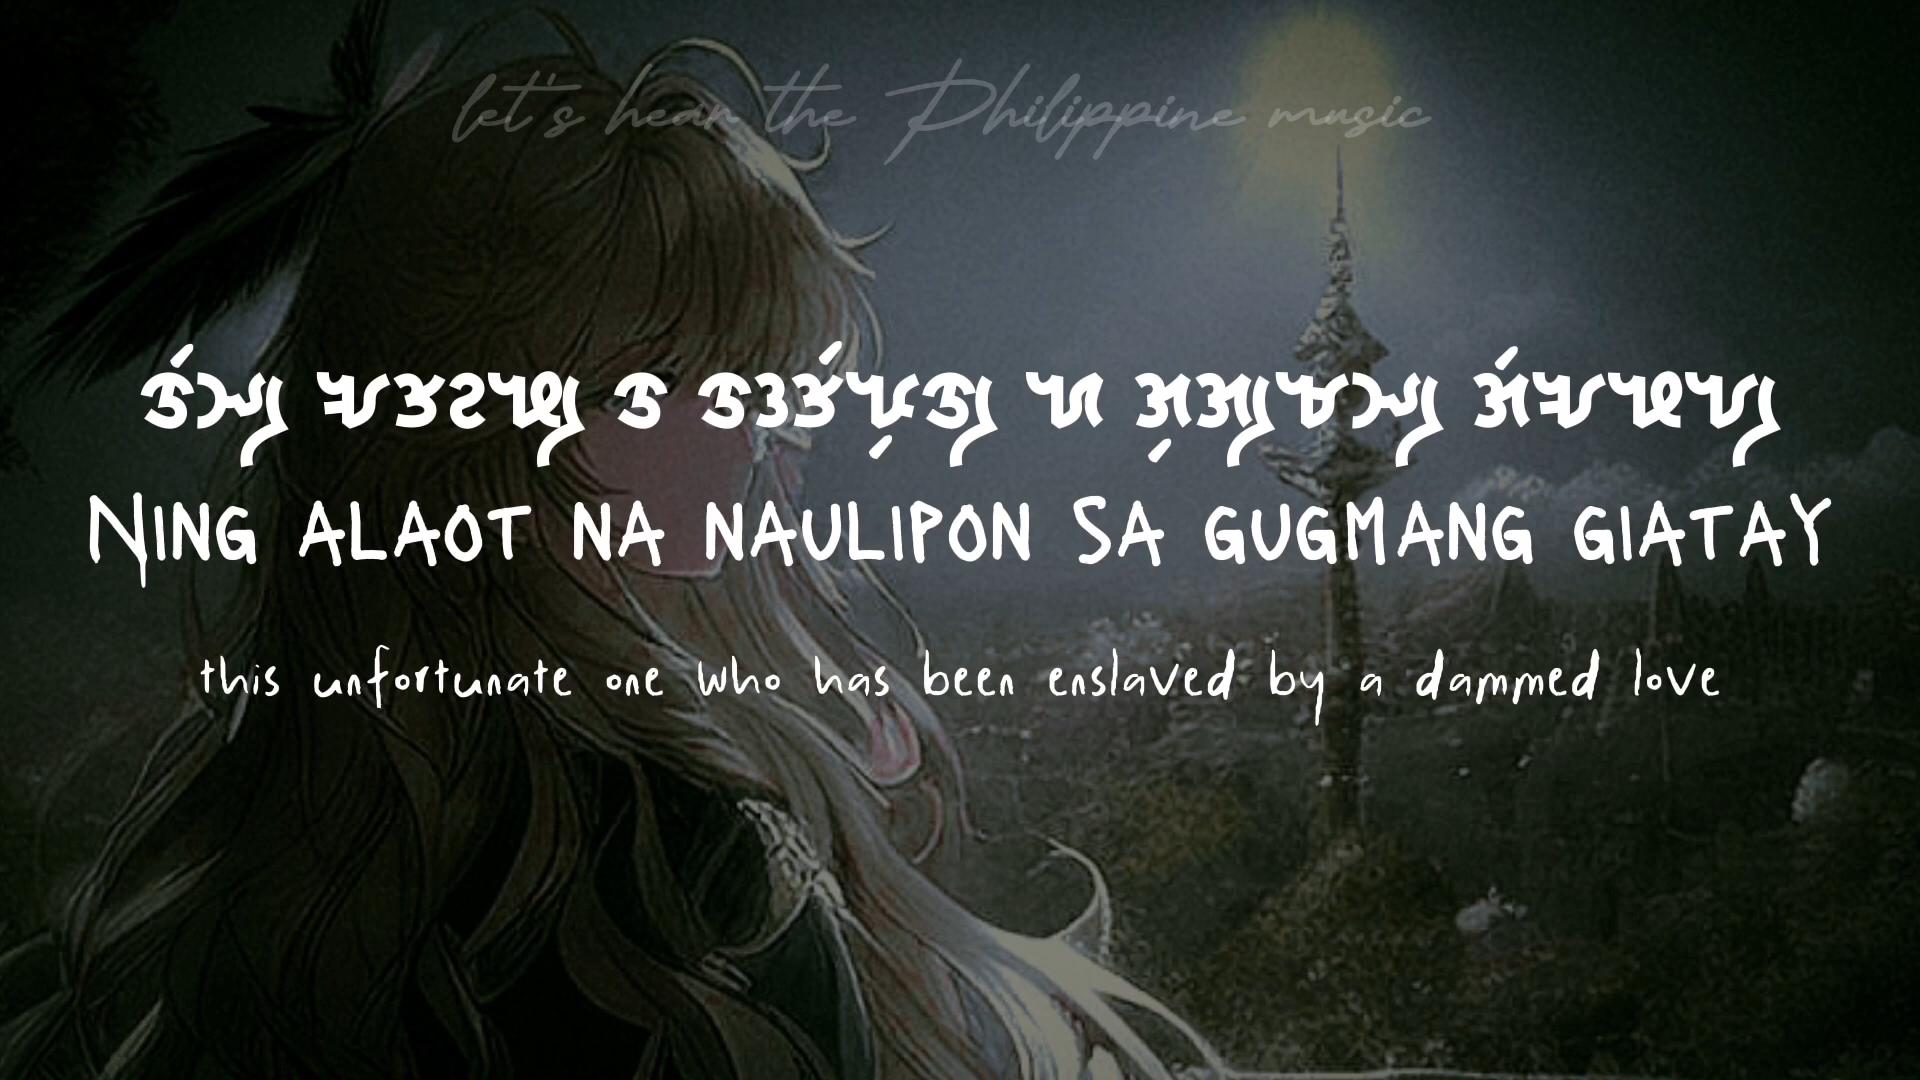 let's hear the Philippine music
ᜈᜒᜅ᜔ ᜀᜎᜂᜆ᜔ ᜈ ᜈᜂᜎᜒᜉᜓᜈ᜔ ᜐ ᜄᜓᜄ᜔ᜋᜅ᜔ ᜄᜒᜀᜆᜌ᜔
NING ALAOT NA NAULIPON SA GUGMANG GIATAY
this unfortunate one who has been enslaved by a dammed love